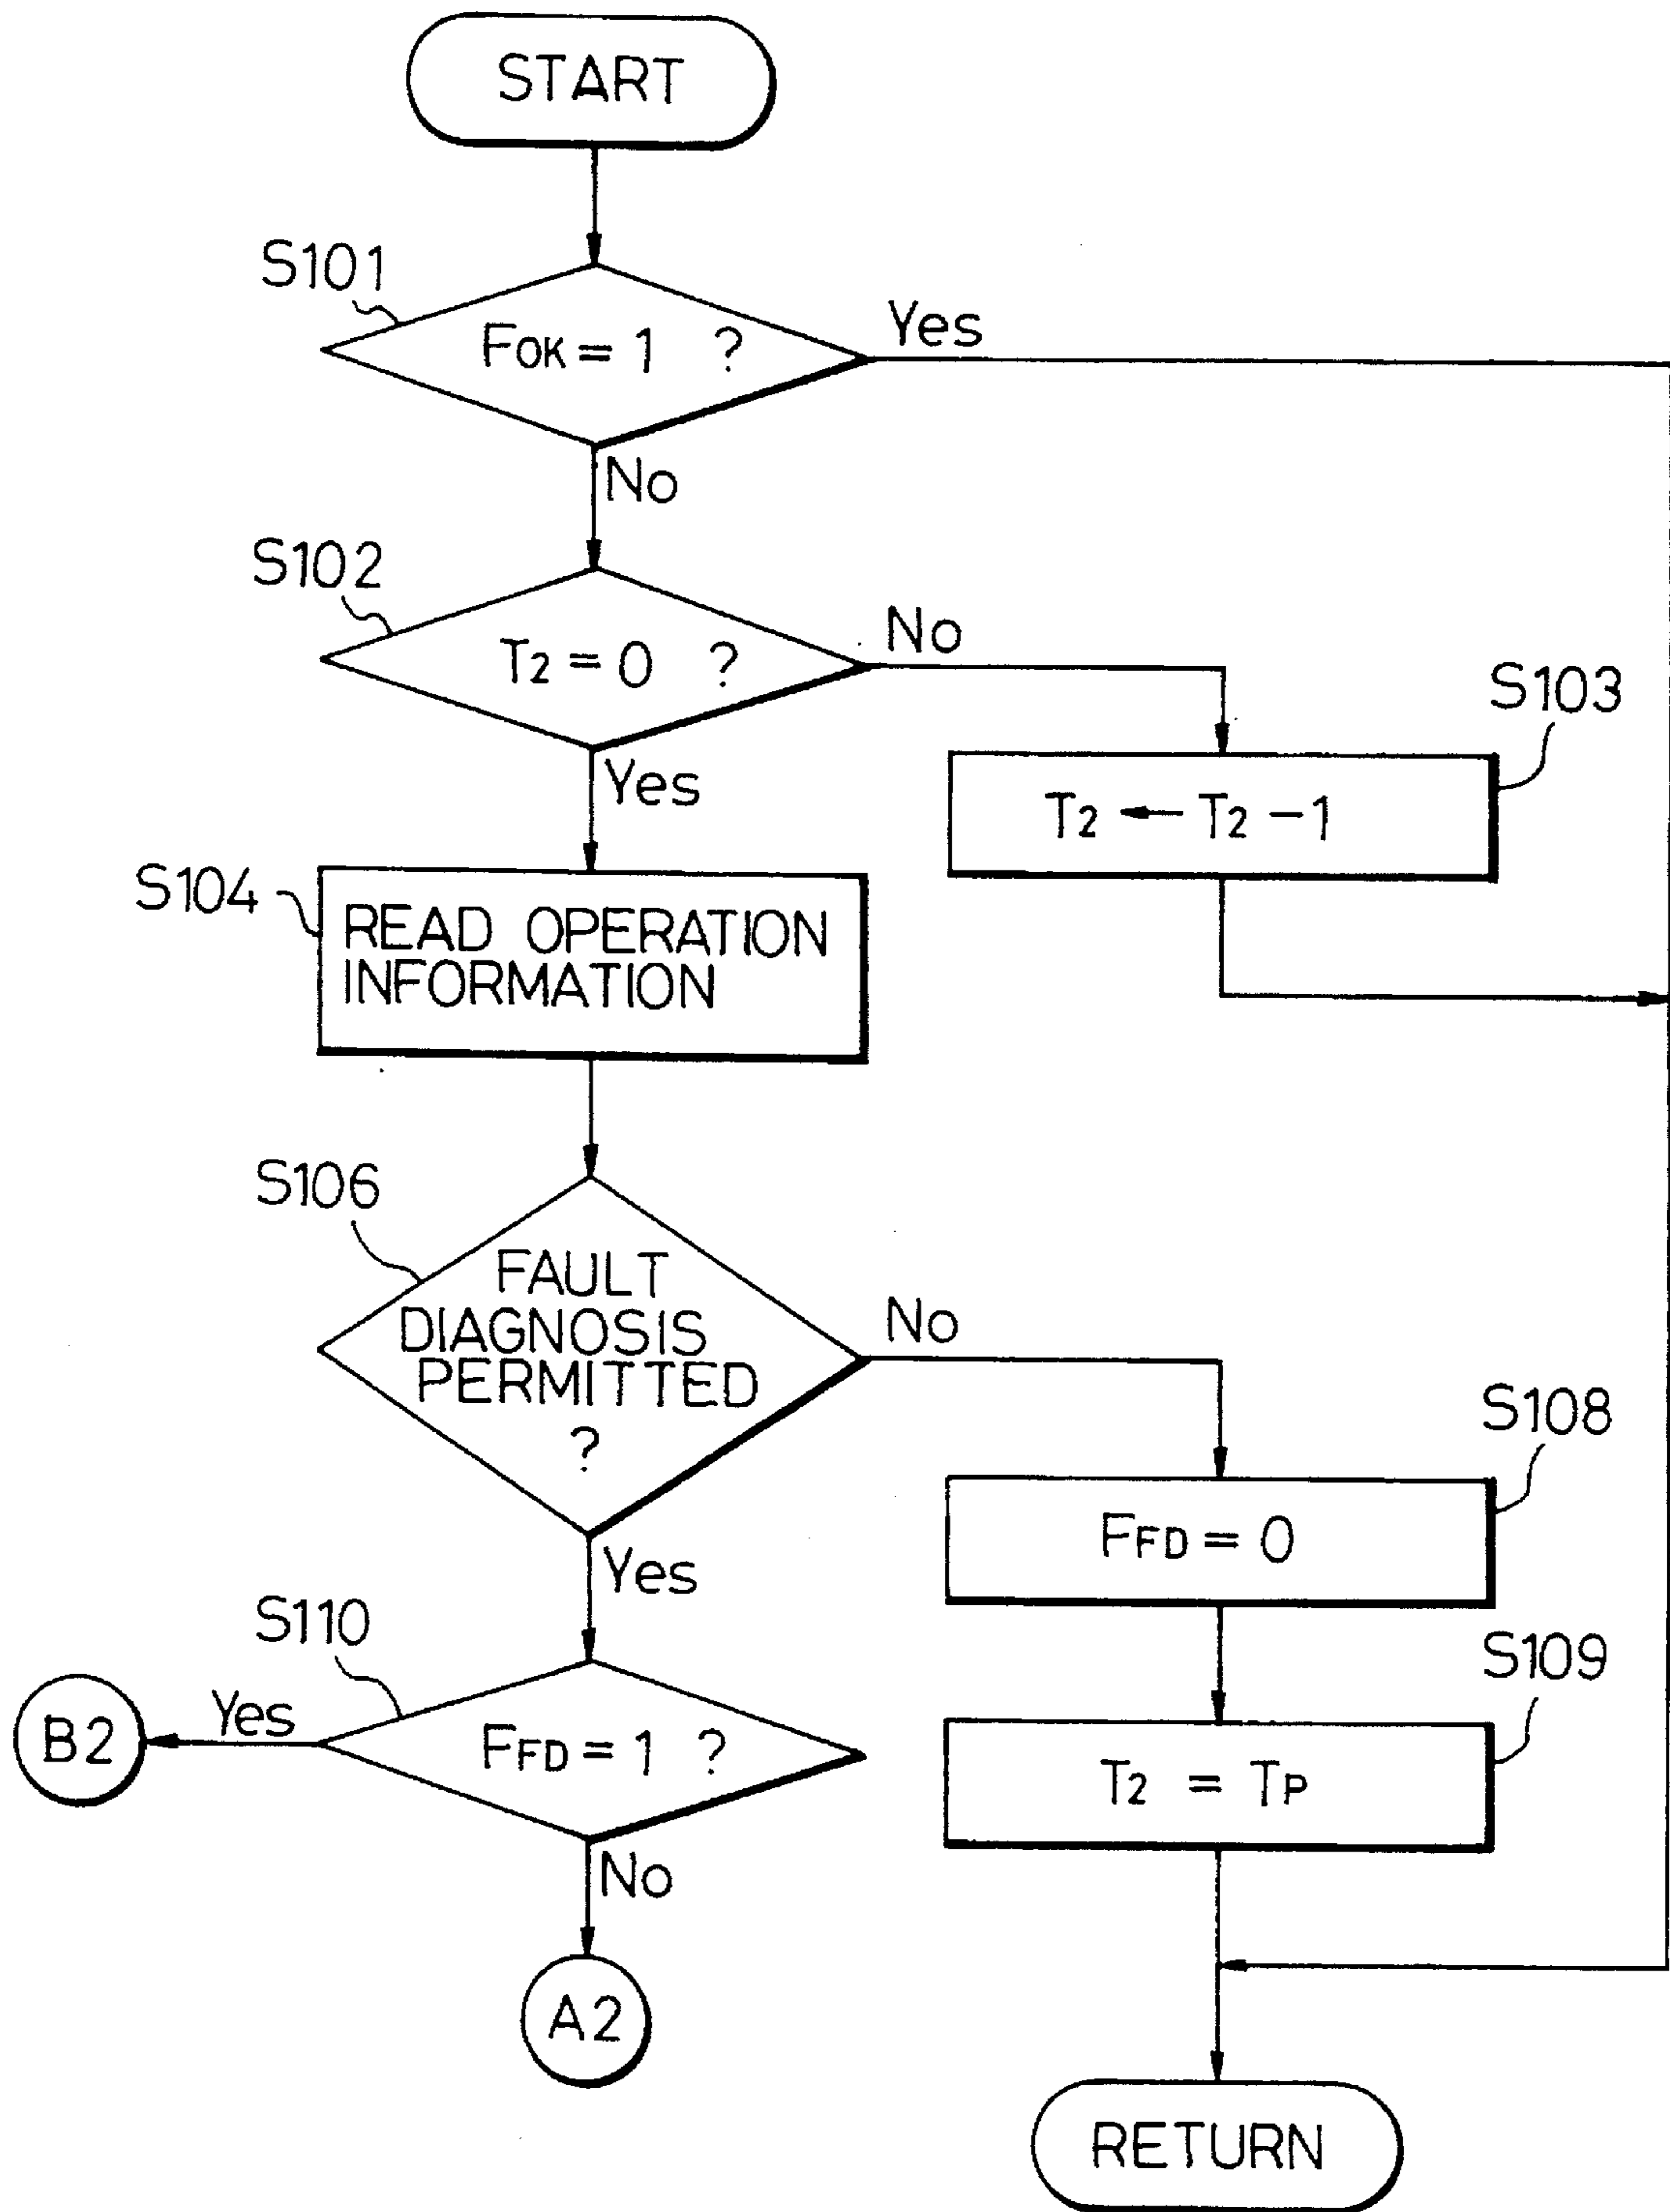 START
S101
FOK = 1 ?
Yes
No
S102
T2 = 0 ?
No
S103
Yes
T2 ← T2 - 1
S104
READ OPERATION
INFORMATION
S106
FAULT
DIAGNOSIS
PERMITTED
?
No
S108
FFD = 0
Yes
S110
S109
B2
Yes
FFD = 1 ?
T2 = TP
No
A2
RETURN